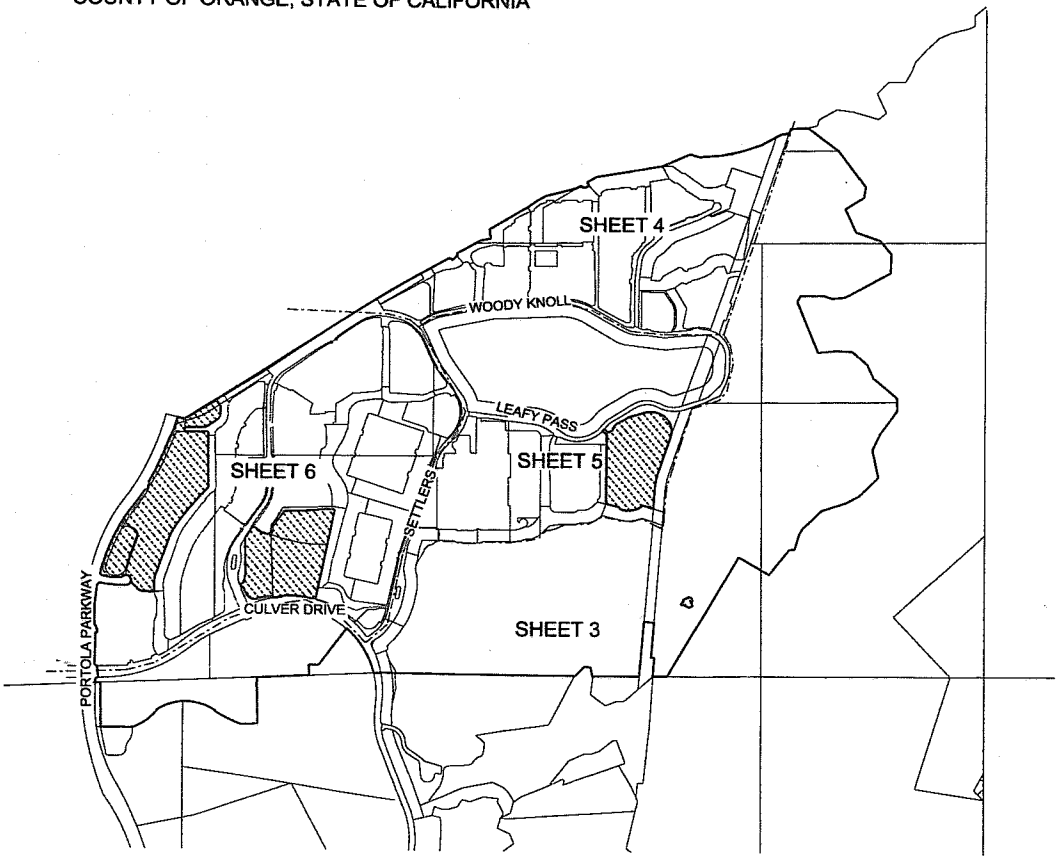 COUNTY OF ORANGE, STATE OF CALIFORNIA
SHEET 4
WOODY KNOLL
LEAFY PASS
SHEET 5
SHEET 6
SETTLERS
PORTOLA PARKWAY
CULVER DRIVE
SHEET 3